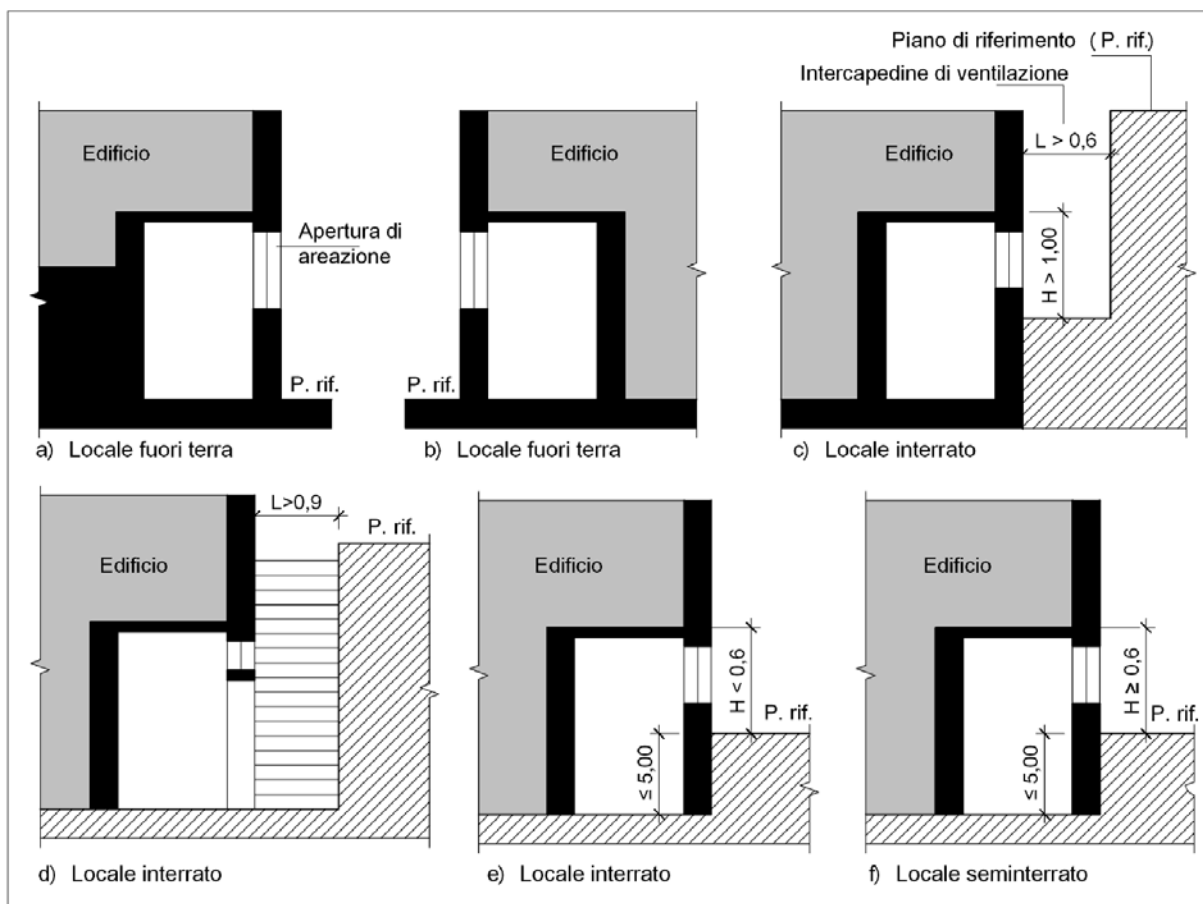 Piano di riferimento ( P. rif.)
Intercapedine di ventilazione
Edificio
Apertura di
areazione
P. rif.
a) Locale fuori terra
Edificio
P. rif.
b) Locale fuori terra
Edificio
L > 0,6
H > 1,00
c) Locale interrato
L>0,9
P. rif.
Edificio
d) Locale interrato
Edificio
H < 0,6
P. rif.
≤ 5,00
e) Locale interrato
Edificio
H ≥ 0,6
P. rif.
≤ 5,00
f) Locale seminterrato